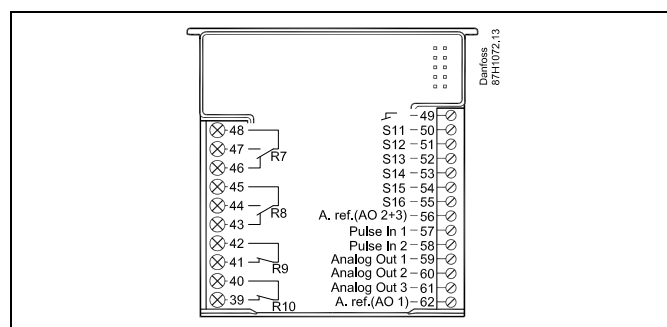 Danfoss
87H1072.13
48
47
R7
46
45
44
R8
43
42
41
R9
40
39
R10
49
S11 50
S12 51
S13 52
S14 53
S15 54
S16 55
A. ref.(AO 2+3) 56
Pulse In 1 57
Pulse In 2 58
Analog Out 1 59
Analog Out 2 60
Analog Out 3 61
A. ref.(AO 1) 62